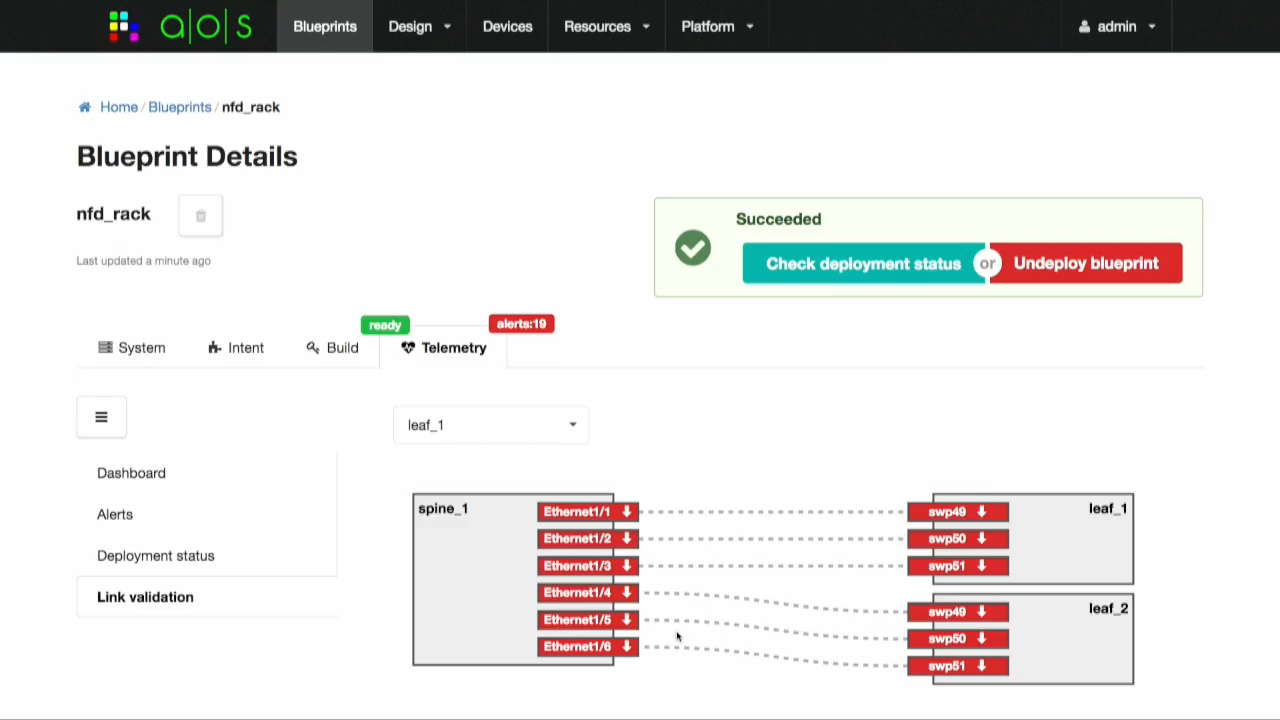 a|o|s Blueprints Design Devices Resources Platform admin
Home / Blueprints / nfd_rack
Blueprint Details
nfd_rack
Succeeded
Check deployment status or Undeploy blueprint
Last updated a minute ago
ready alerts:19
System Intent Build Telemetry
leaf_1
Dashboard
Alerts
Deployment status
Link validation
spine_1
Ethernet1/1
Ethernet1/2
Ethernet1/3
Ethernet1/4
Ethernet1/5
Ethernet1/6
swp49 leaf_1
swp50
swp51
swp49 leaf_2
swp50
swp51